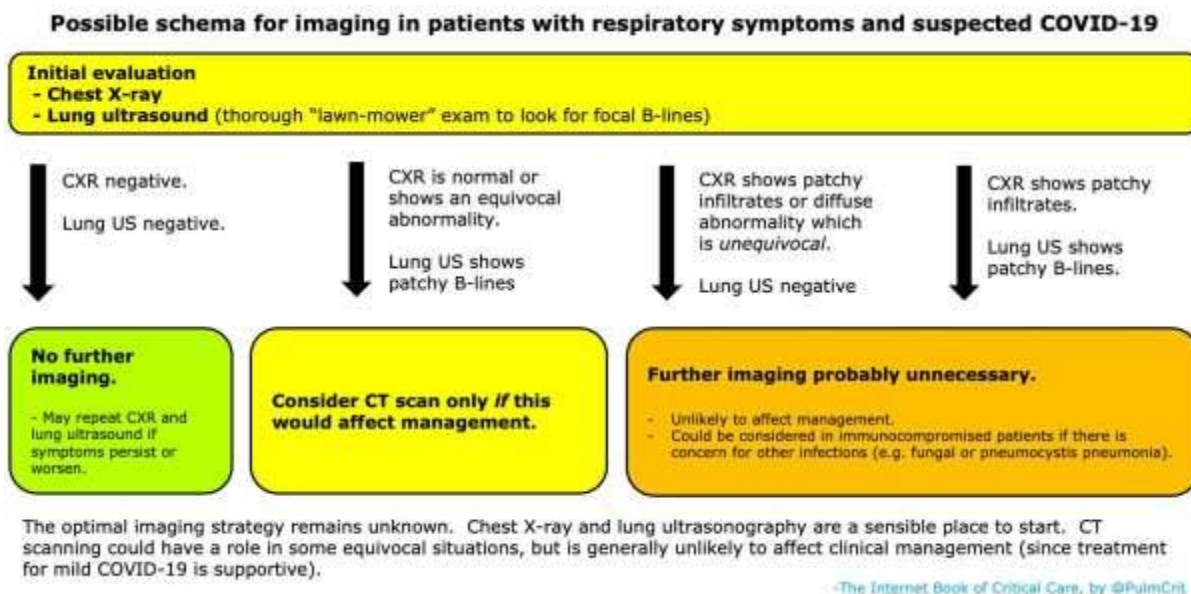 Possible schema for imaging in patients with respiratory symptoms and suspected COVID-19
Initial evaluation
- Chest X-ray
- Lung ultrasound (thorough "lawn-mower" exam to look for focal B-lines)
CXR negative.
Lung US negative.
CXR is normal or
shows an equivocal
abnormality.
Lung US shows
patchy B-lines
CXR shows patchy
infiltrates or diffuse
abnormality which
is unequivocal.
Lung US negative
CXR shows patchy
infiltrates.
Lung US shows
patchy B-lines.
No further
imaging.
- May repeat CXR and
lung ultrasound if
symptoms persist or
worsen.
Consider CT scan only if this
would affect management.
Further imaging probably unnecessary.
- Unlikely to affect management.
- Could be considered in immunocompromised patients if there is
concern for other infections (e.g. fungal or pneumocystis pneumonia).
The optimal imaging strategy remains unknown. Chest X-ray and lung ultrasonography are a sensible place to start. CT
scanning could have a role in some equivocal situations, but is generally unlikely to affect clinical management (since treatment
for mild COVID-19 is supportive).
-The Internet Book of Critical Care, by @PulmCrit